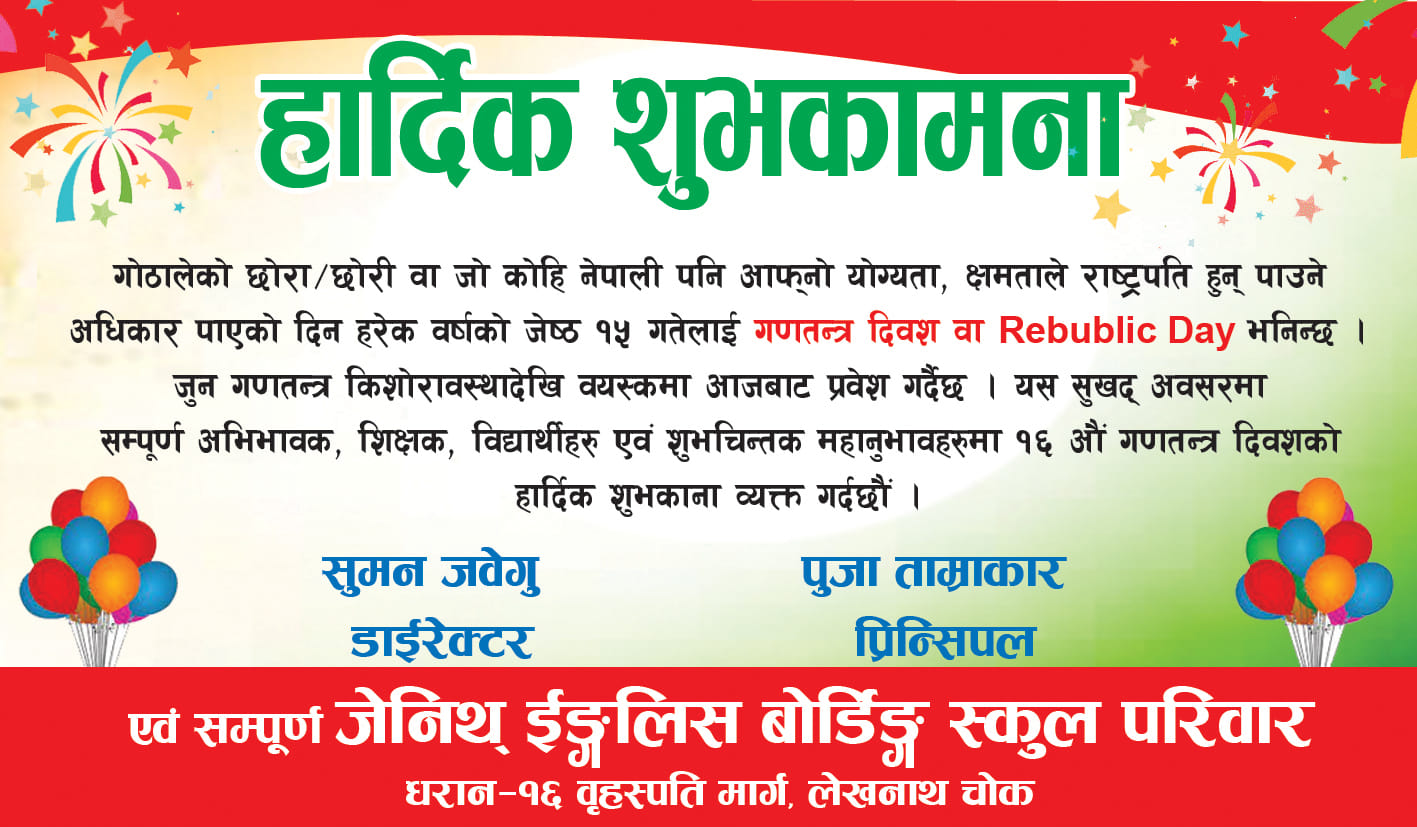 हार्दिक शुभकामना
गोठालेको छोरा/छोरी वा जो कोहि नेपाली पनि आफ्‌नो योग्यता, क्षमताले राष्ट्रपति हुन् पाउने
अधिकार पाएको दिन हरेक वर्षको जेष्ठ १५ गतेलाई गणतन्त्र दिवश वा Rebublic Day भनिन्छ ।
जुन गणतन्त्र किशोरावस्थादेखि वयस्कमा आजबाट प्रवेश गर्दैछ । यस सुखद् अवसरमा
सम्पूर्ण अभिभावक, शिक्षक, विद्यार्थीहरु एवं शुभचिन्तक महानुभावहरुमा १६ औं गणतन्त्र दिवशको
हार्दिक शुभकाना व्यक्त गर्दछौं ।
सुमन जवेगु पुजा ताम्राकार
डाईरेक्टर प्रिन्सिपल
एवं सम्पूर्ण जेनिथ् ईङ्गलिस बोर्डिङ्ग स्कुल परिवार
धरान-१६ वृहस्पति मार्ग, लेखनाथ चोक